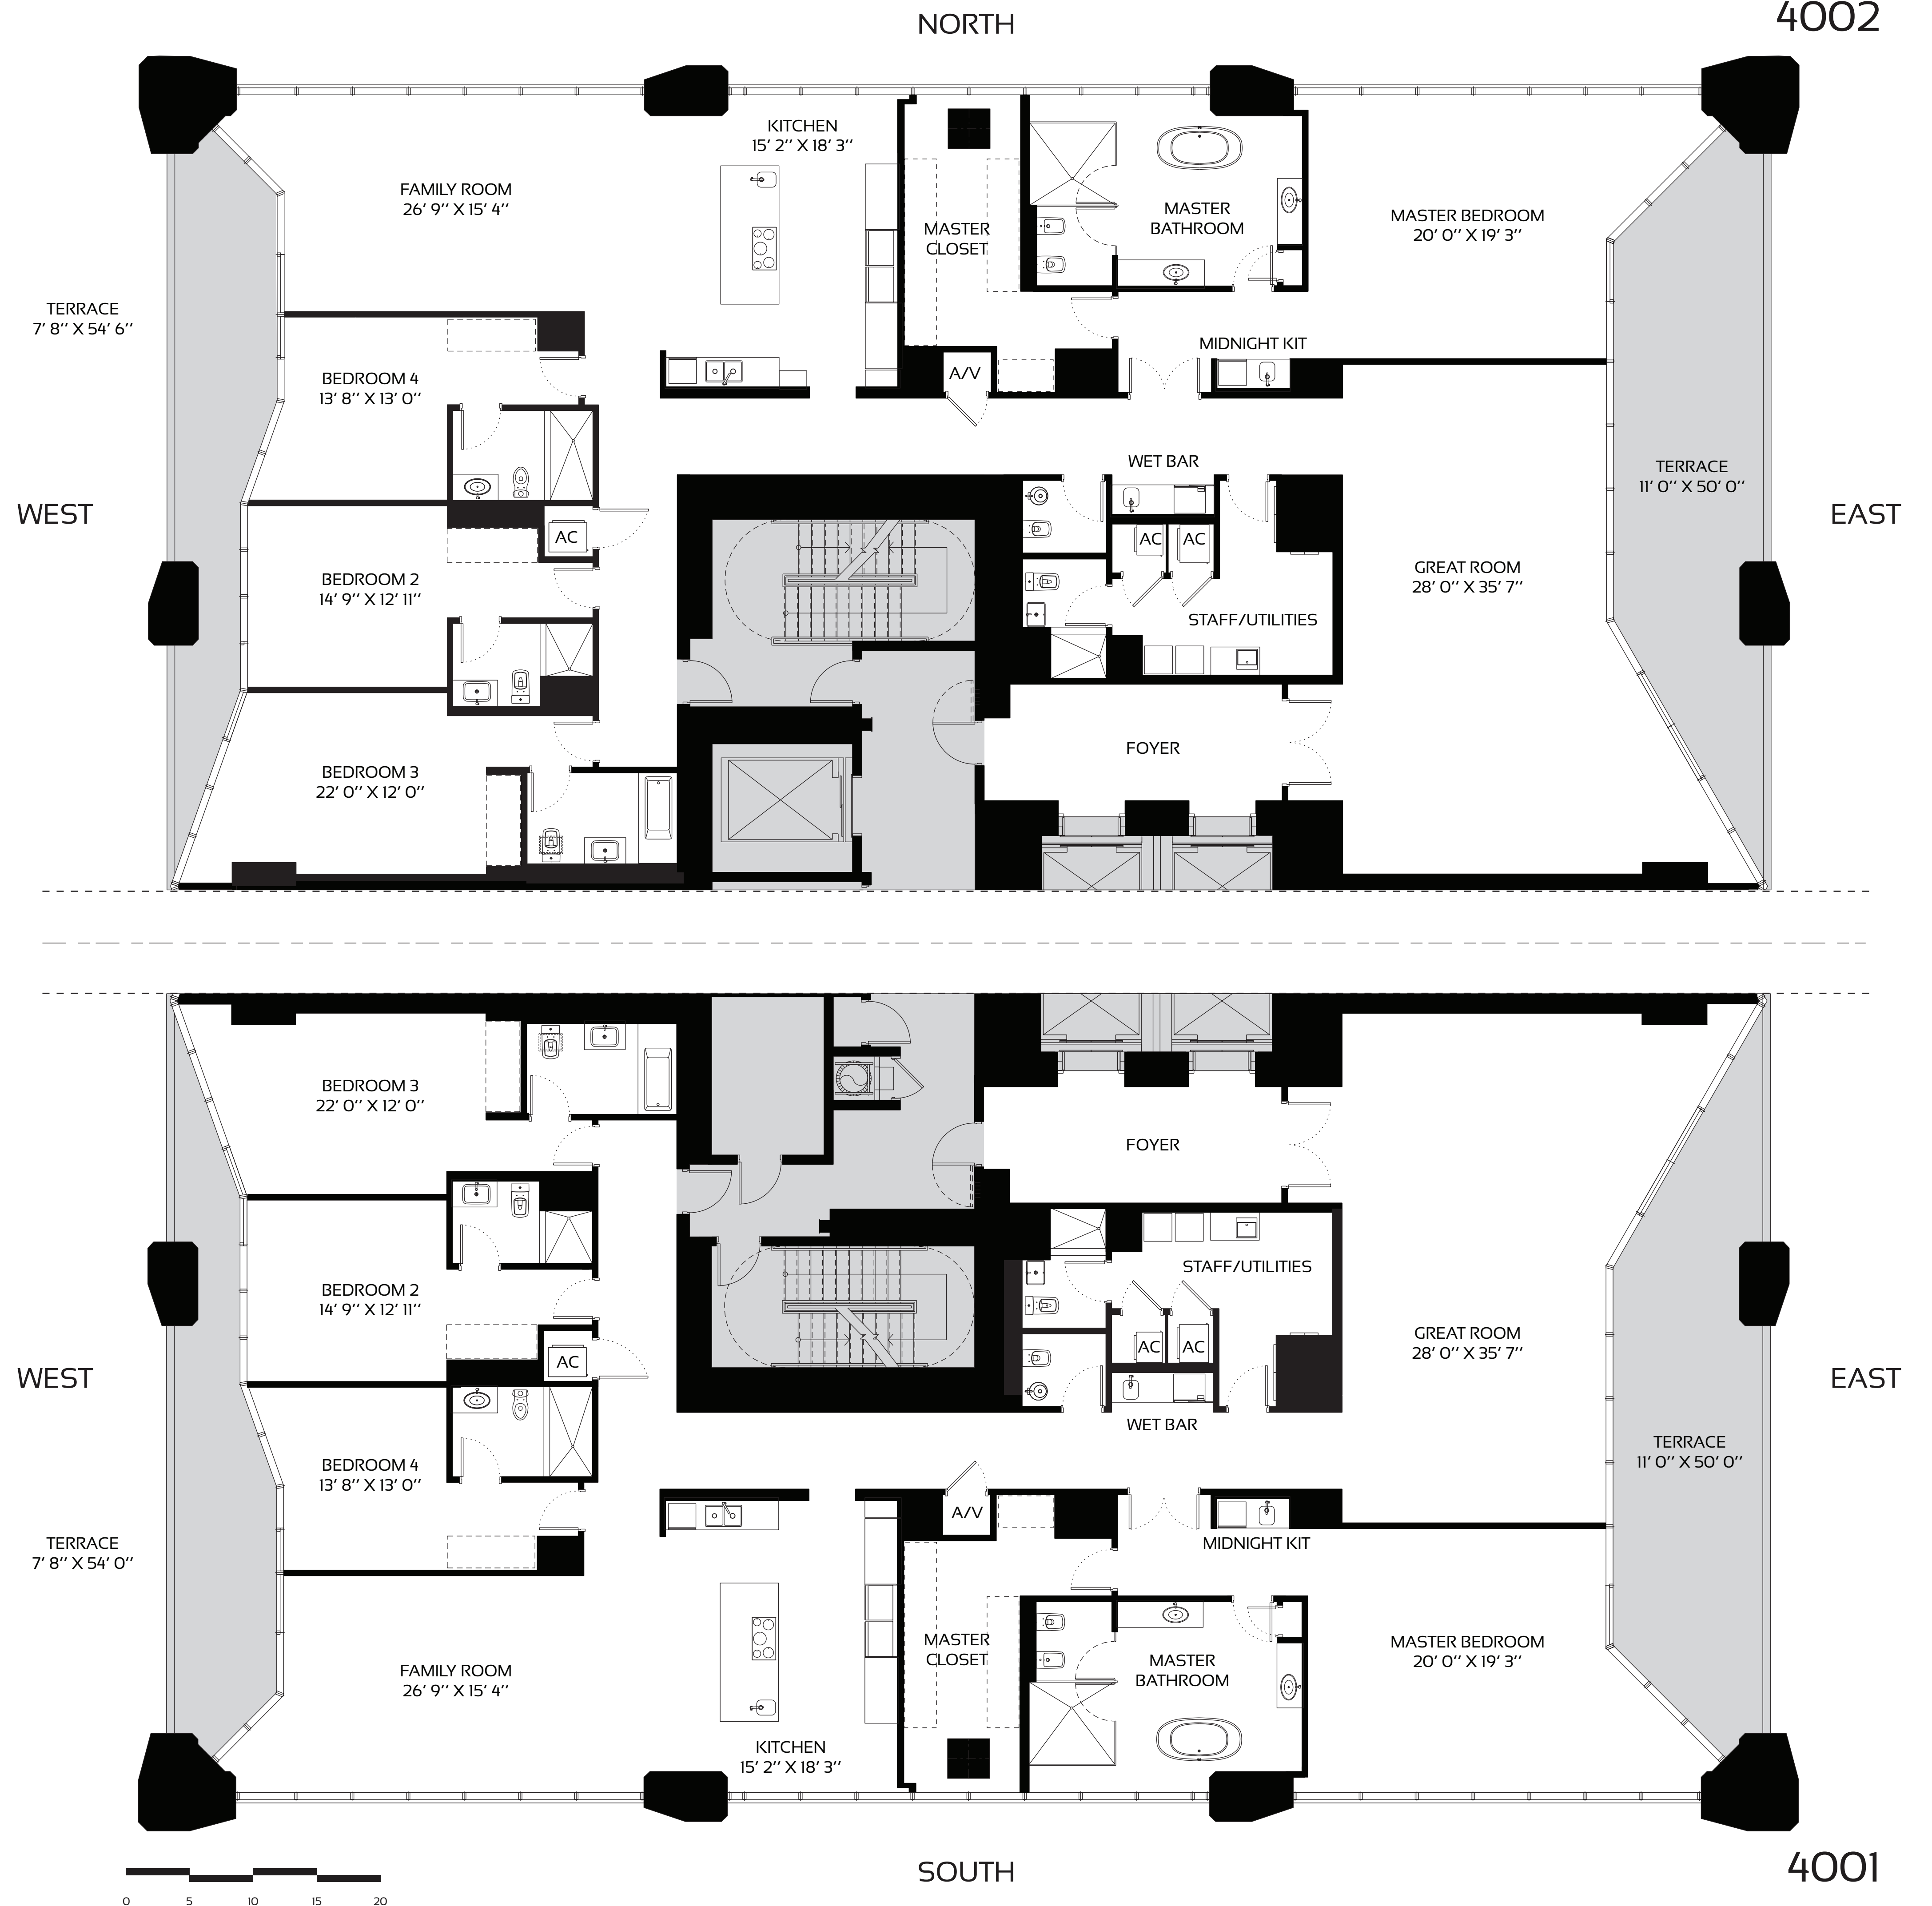 NORTH
4002
KITCHEN
15' 2'' X 18' 3''
FAMILY ROOM
26' 9'' X 15' 4''
MASTER
CLOSET
MASTER
BATHROOM
MASTER BEDROOM
20' 0'' X 19' 3''
TERRACE
7' 8'' X 54' 6''
BEDROOM 4
13' 8'' X 13' 0''
A/V
MIDNIGHT KIT
WET BAR
TERRACE
11' 0'' X 50' 0''
WEST
EAST
AC
AC
AC
BEDROOM 2
14' 9'' X 12' 11''
GREAT ROOM
28' 0'' X 35' 7''
STAFF/UTILITIES
FOYER
BEDROOM 3
22' 0'' X 12' 0''
BEDROOM 3
22' 0'' X 12' 0''
FOYER
STAFF/UTILITIES
BEDROOM 2
14' 9'' X 12' 11''
GREAT ROOM
28' 0'' X 35' 7''
AC
AC
AC
WEST
EAST
WET BAR
TERRACE
11' 0'' X 50' 0''
BEDROOM 4
13' 8'' X 13' 0''
A/V
TERRACE
7' 8'' X 54' 0''
MIDNIGHT KIT
MASTER
CLOSET
MASTER
BATHROOM
MASTER BEDROOM
20' 0'' X 19' 3''
FAMILY ROOM
26' 9'' X 15' 4''
KITCHEN
15' 2'' X 18' 3''
SOUTH
4001
0 5 10 15 20